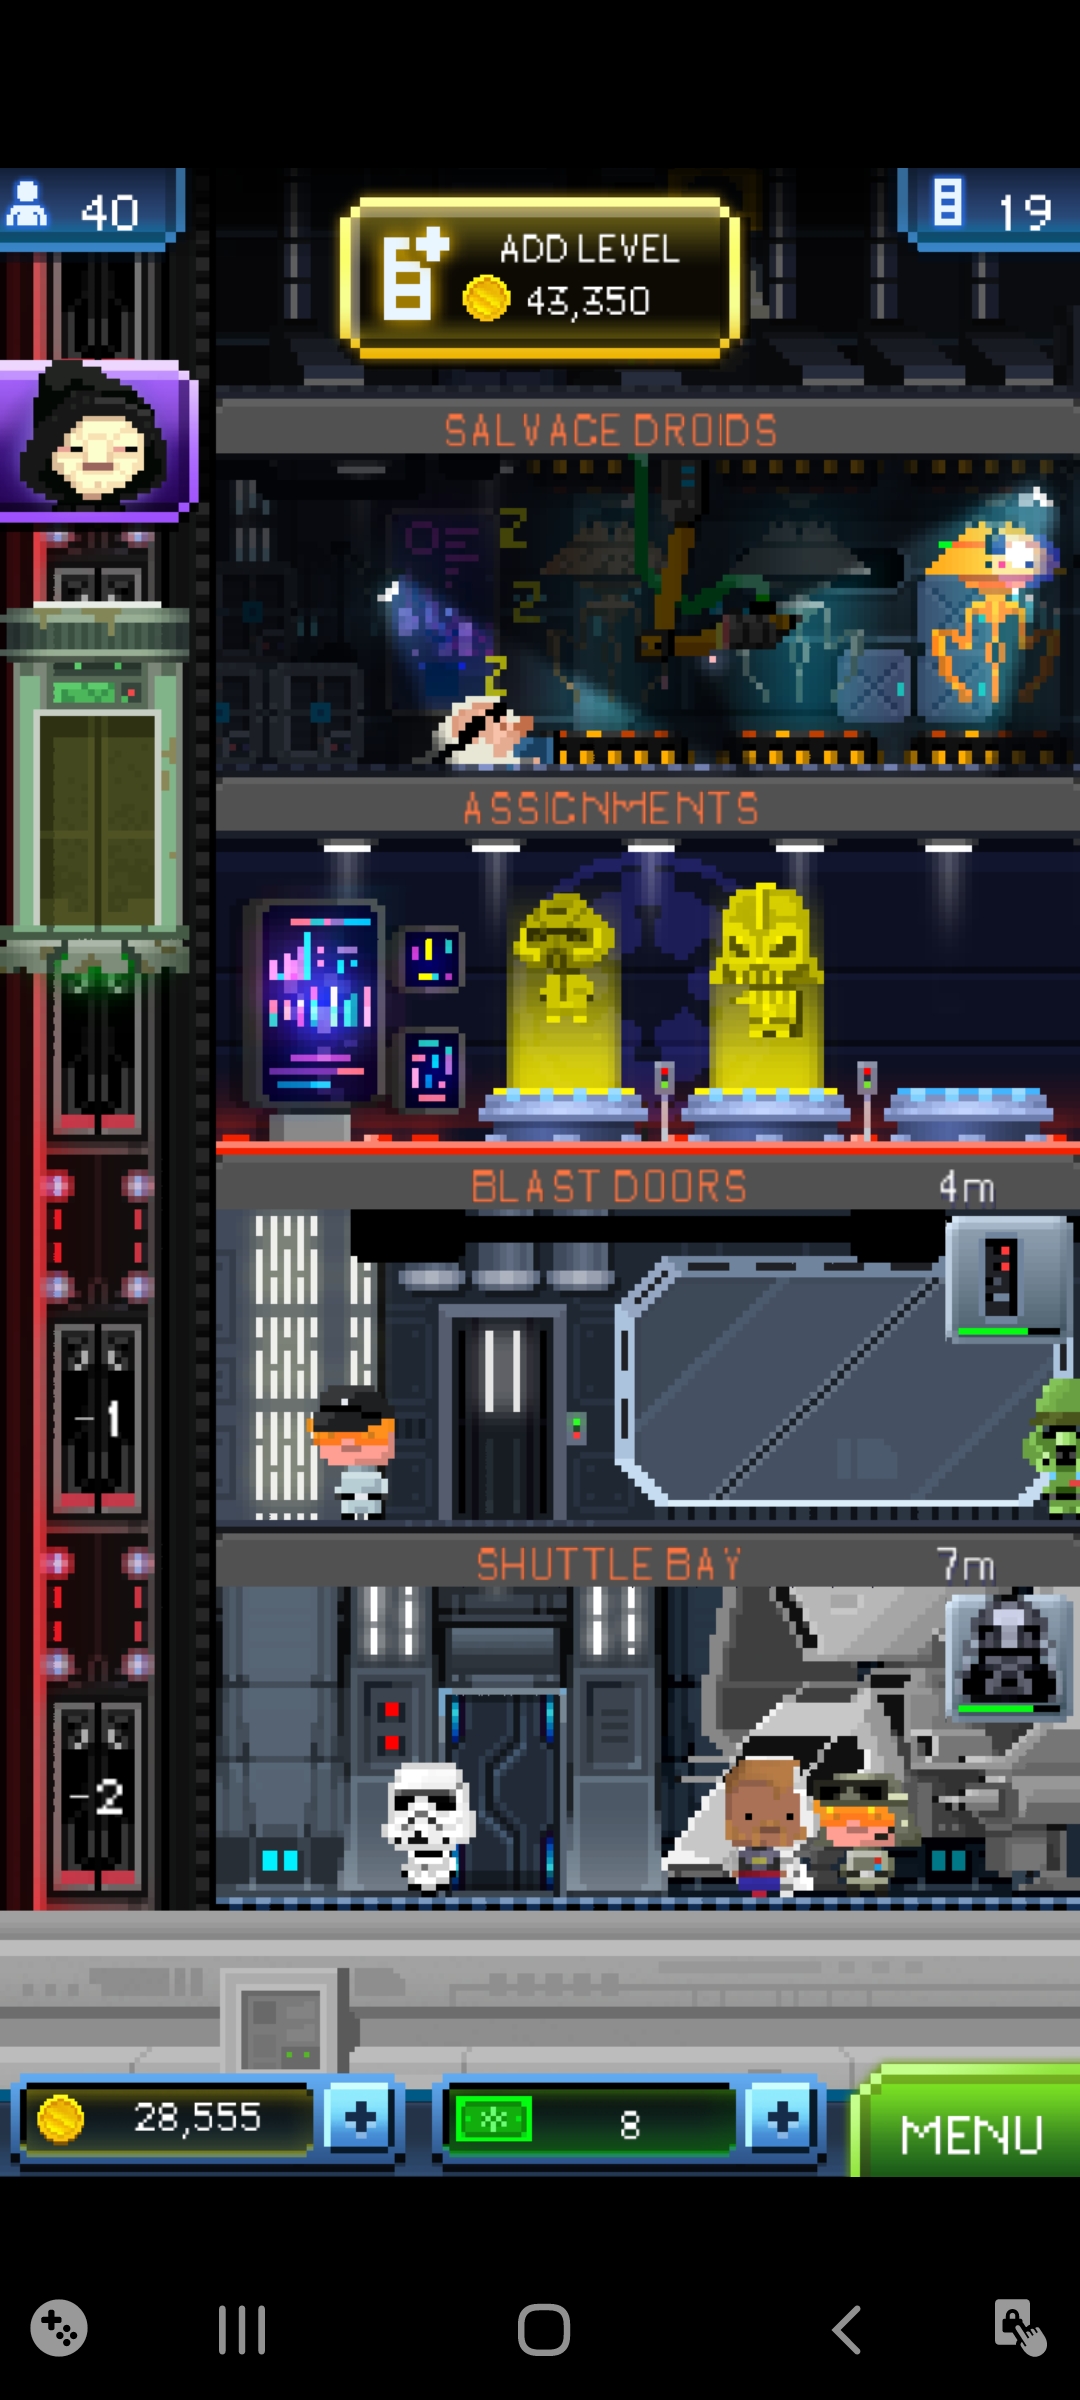 40
ADD LEVEL
43,350
19
SALVAGE DROIDS
Z
Z
Z
ASSIGNMENTS
BLAST DOORS 4m
-1
SHUTTLE BAY 7m
-2
28,555
8
MENU